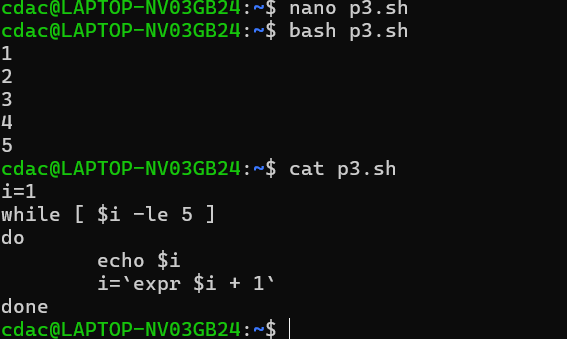 cdac@LAPTOP-NV03GB24:~$ nano p3.sh
cdac@LAPTOP-NV03GB24:~$ bash p3.sh
1
2
3
4
5
cdac@LAPTOP-NV03GB24:~$ cat p3.sh
i=1
while [ $i -le 5 ]
do
        echo $i
        i=`expr $i + 1`
done
cdac@LAPTOP-NV03GB24:~$